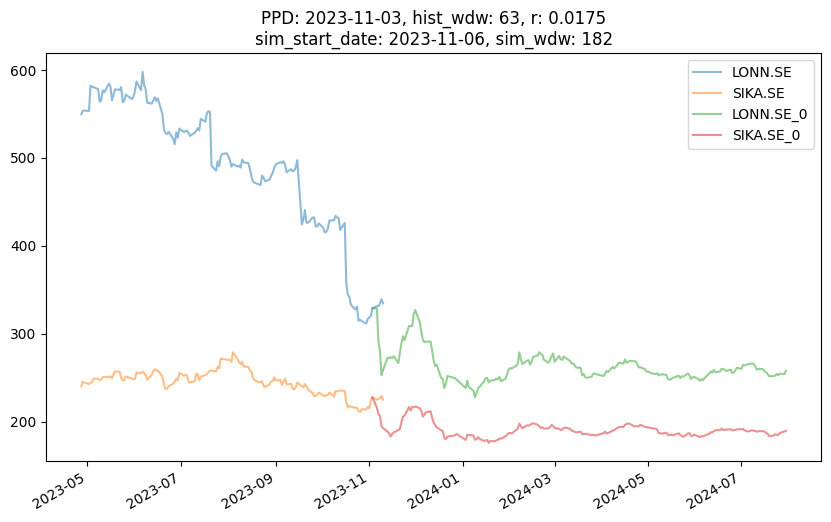 PPD: 2023-11-03, hist_wdw: 63, r: 0.0175
sim_start_date: 2023-11-06, sim_wdw: 182
LONN.SE
SIKA.SE
LONN.SE_0
SIKA.SE_0
600
500
400
300
200
2023-05
2023-07
2023-09
2023-11
2024-01
2024-03
2024-05
2024-07